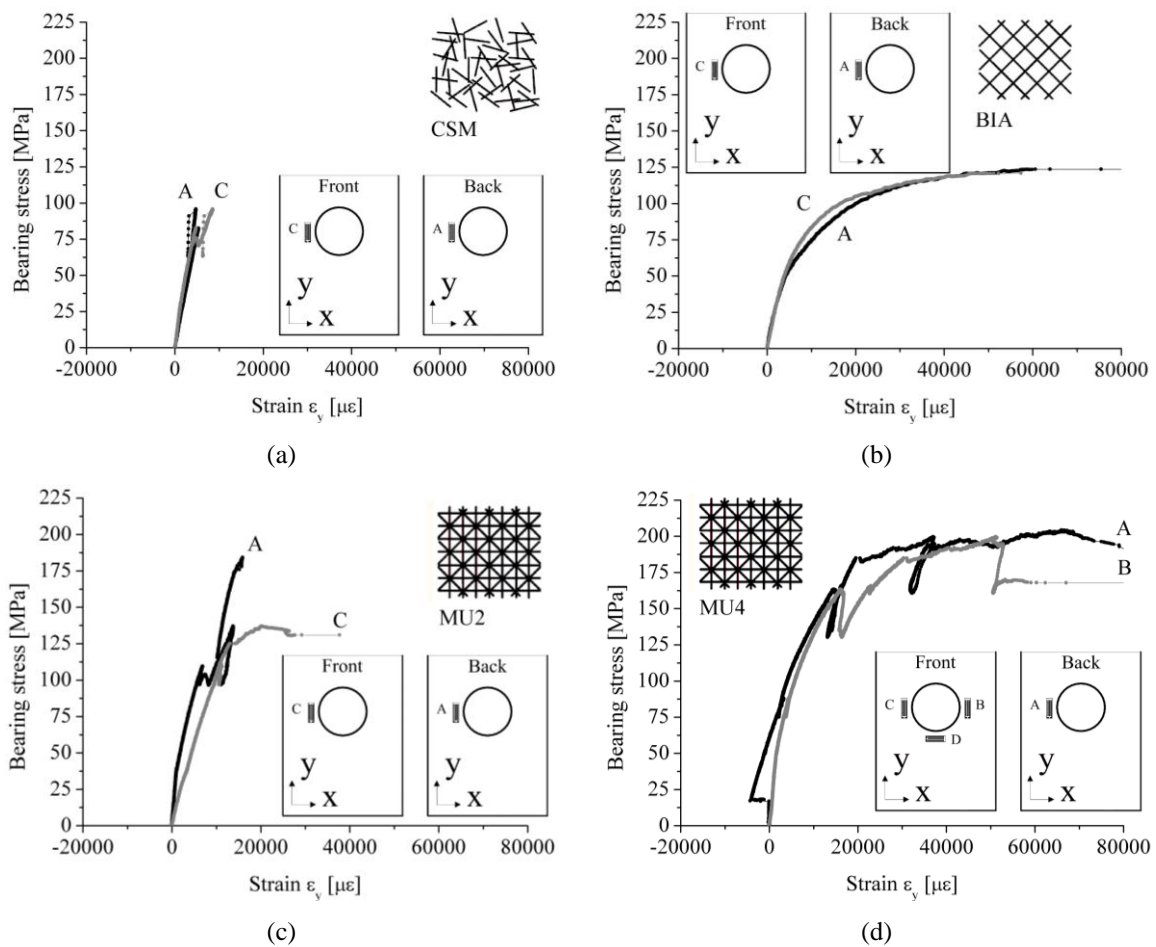 225
200
175
150
125
100
75
50
25
0
Bearing stress [MPa]
CSM
A C
Front
C
y
x
Back
A
y
x
-20000 0 20000 40000 60000 80000
Strain εy [με]
(a)
225
200
175
150
125
100
75
50
25
0
Bearing stress [MPa]
Front
C
y
x
Back
A
y
x
BIA
C
A
-20000 0 20000 40000 60000 80000
Strain εy [με]
(b)
225
200
175
150
125
100
75
50
25
0
Bearing stress [MPa]
MU2
A
C
Front
C
y
x
Back
A
y
x
-20000 0 20000 40000 60000 80000
Strain εy [με]
(c)
225
200
175
150
125
100
75
50
25
0
Bearing stress [MPa]
MU4
A
B
Front
C B
D
y
x
Back
A
y
x
-20000 0 20000 40000 60000 80000
Strain εy [με]
(d)